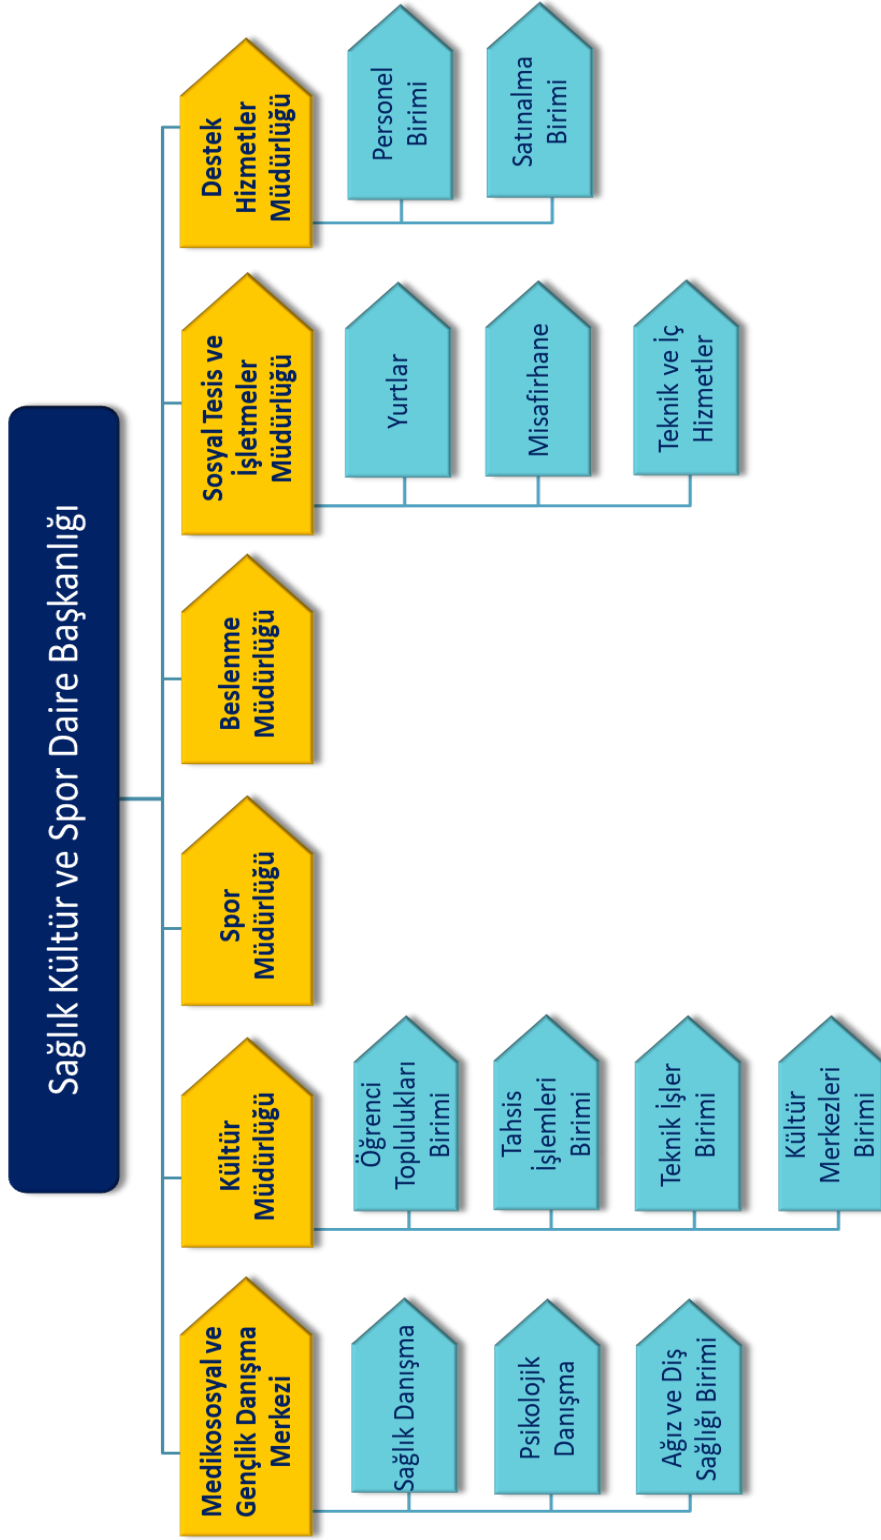 Sağlık Kültür ve Spor Daire Başkanlığı
Medikososyal ve
Gençlik Danışma
Merkezi
Sağlık Danışma
Psikolojik
Danışma
Ağız ve Diş
Sağlığı Birimi
Kültür
Müdürlüğü
Öğrenci
Toplulukları
Birimi
Tahsis
İşlemleri
Birimi
Teknik İşler
Birimi
Kültür
Merkezleri
Birimi
Spor
Müdürlüğü
Beslenme
Müdürlüğü
Sosyal Tesis ve
İşletmeler
Müdürlüğü
Yurtlar
Misafirhane
Teknik ve İç
Hizmetler
Destek
Hizmetler
Müdürlüğü
Personel
Birimi
Satınalma
Birimi